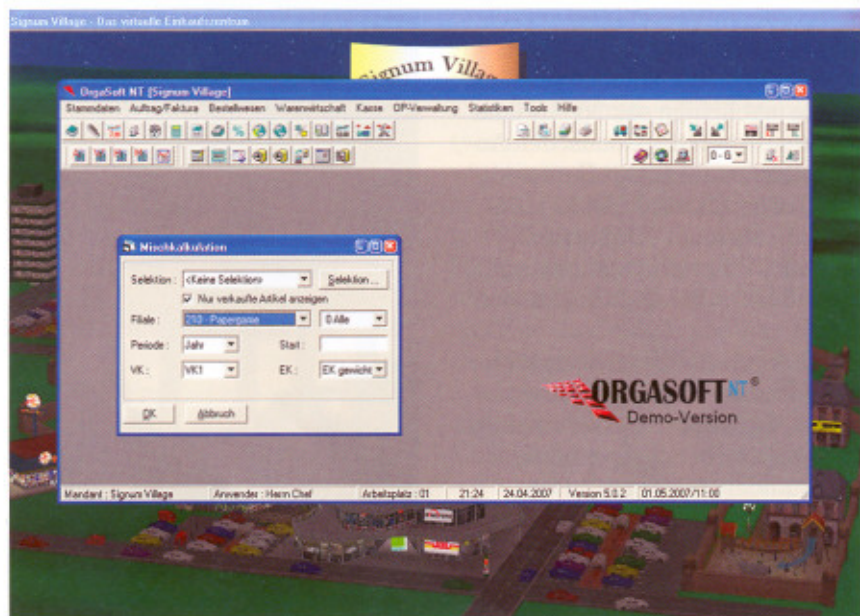 Signum Village - Das virtuelle Einkaufszentrum
Signum Villa
OrgaSoft NT [Signum Village]
Stammdaten Auftrag/Faktura Bestellwesen Warenwirtschaft Kasse OP-Verwaltung Statistiken Tools Hilfe
0 - G
Mischkalkulation
Selektion : <Keine Selektion> Selektion ...
Nur verkaufte Artikel anzeigen
Filiale : 210 - Papergame 0 Alle
Periode : Jahr Start :
VK : VK1 EK : EK gewicht
OK Abbruch
ORGASOFT NT ®
Demo-Version
Mandant : Signum Village Anwender : Herrn Chef Arbeitsplatz : 01 21:24 24.04.2007 Version 5.0.2 01.05.2007/11:00